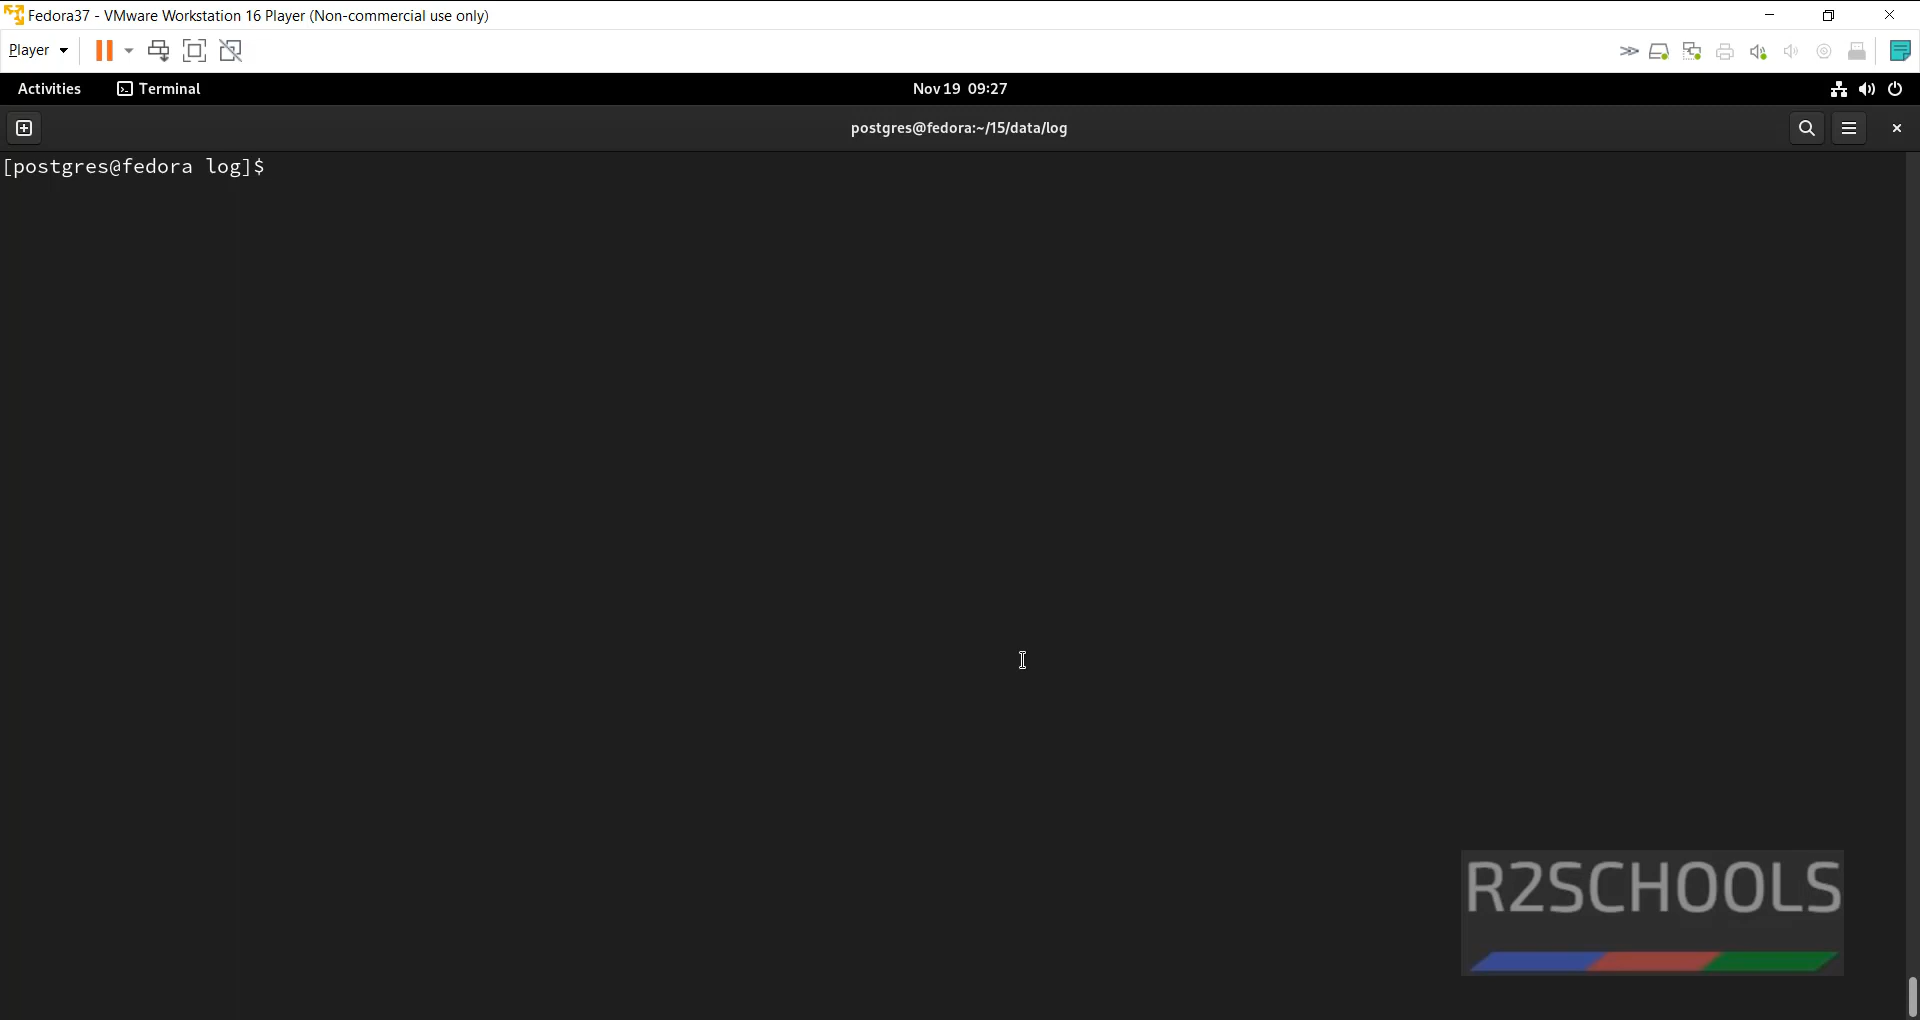 Fedora37 - VMware Workstation 16 Player (Non-commercial use only)
Player
Activities
Terminal
Nov 19 09:27
postgres@fedora:~/15/data/log
[postgres@fedora log]$
R2SCHOOLS